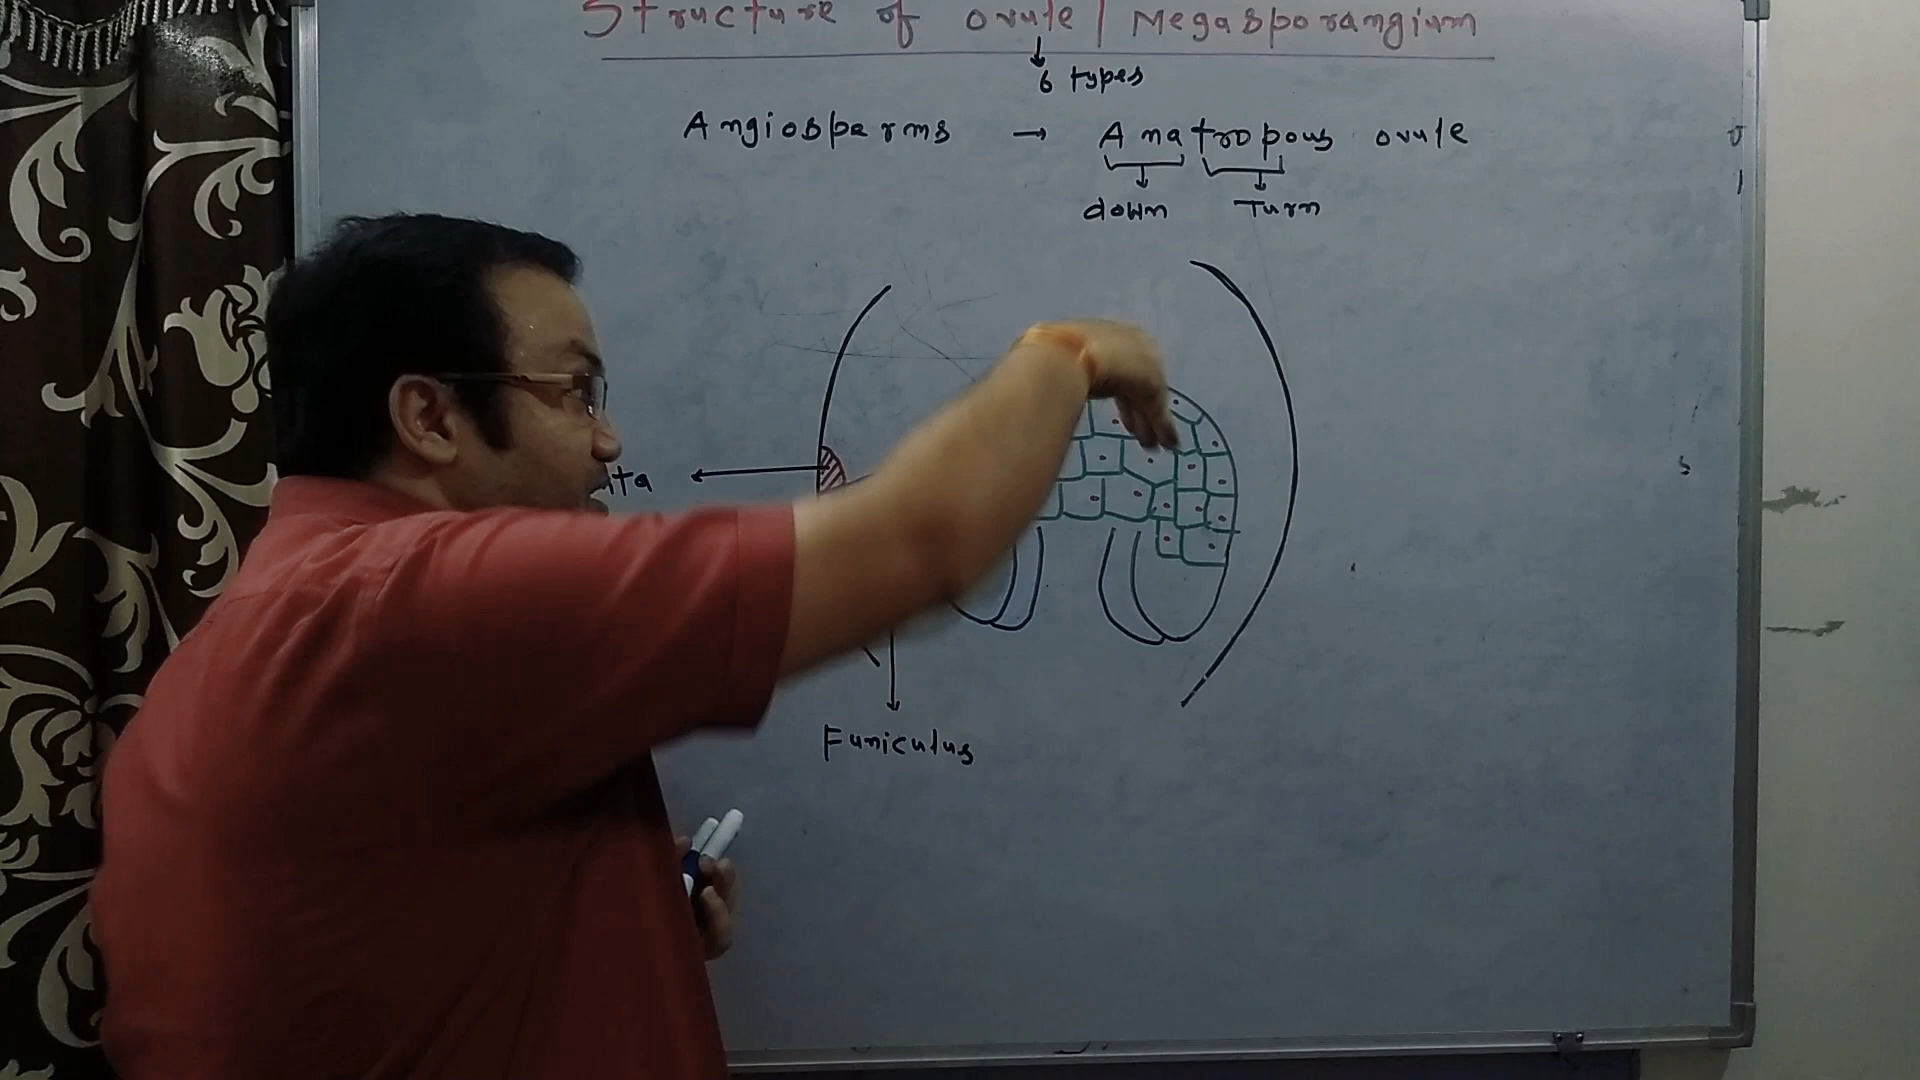 Structure of ovule / Megasporangium
6 types
Angiosperms → Anatropous ovule
down Turn
Funiculus